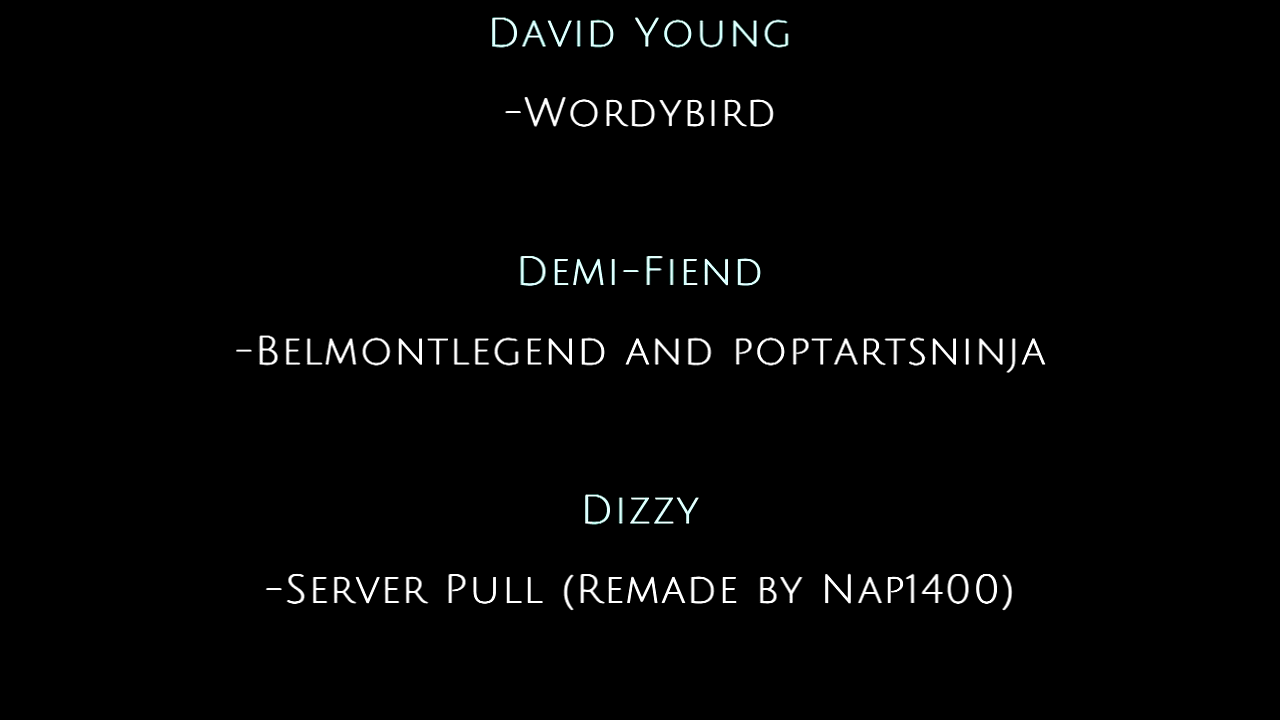 David Young
-Wordybird
Demi-Fiend
-Belmontlegend and poptartsninja
Dizzy
-Server Pull (Remade by Nap1400)